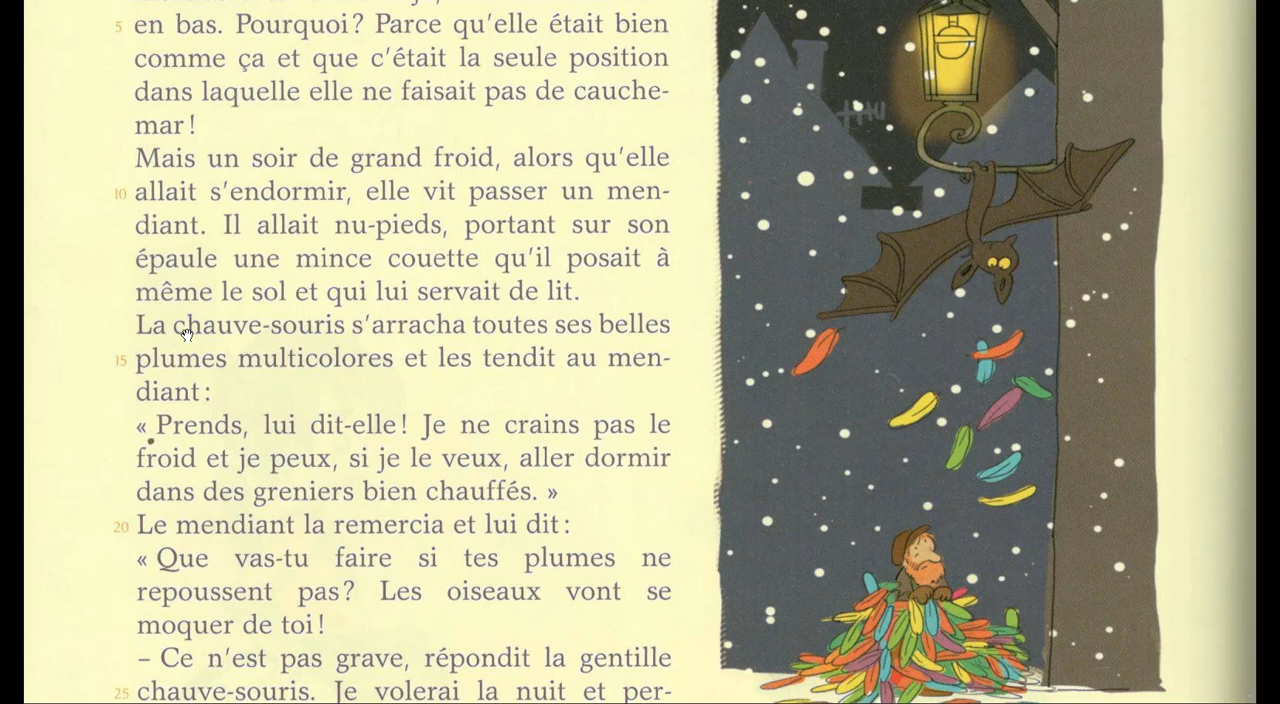 5 en bas. Pourquoi ? Parce qu'elle était bien
comme ça et que c'était la seule position
dans laquelle elle ne faisait pas de cauche-
mar !
Mais un soir de grand froid, alors qu'elle
10 allait s'endormir, elle vit passer un men-
diant. Il allait nu-pieds, portant sur son
épaule une mince couette qu'il posait à
même le sol et qui lui servait de lit.
La chauve-souris s'arracha toutes ses belles
15 plumes multicolores et les tendit au men-
diant :
« Prends, lui dit-elle ! Je ne crains pas le
froid et je peux, si je le veux, aller dormir
dans des greniers bien chauffés. »
20 Le mendiant la remercia et lui dit :
« Que vas-tu faire si tes plumes ne
repoussent pas ? Les oiseaux vont se
moquer de toi !
– Ce n'est pas grave, répondit la gentille
25 chauve-souris. Je volerai la nuit et per-